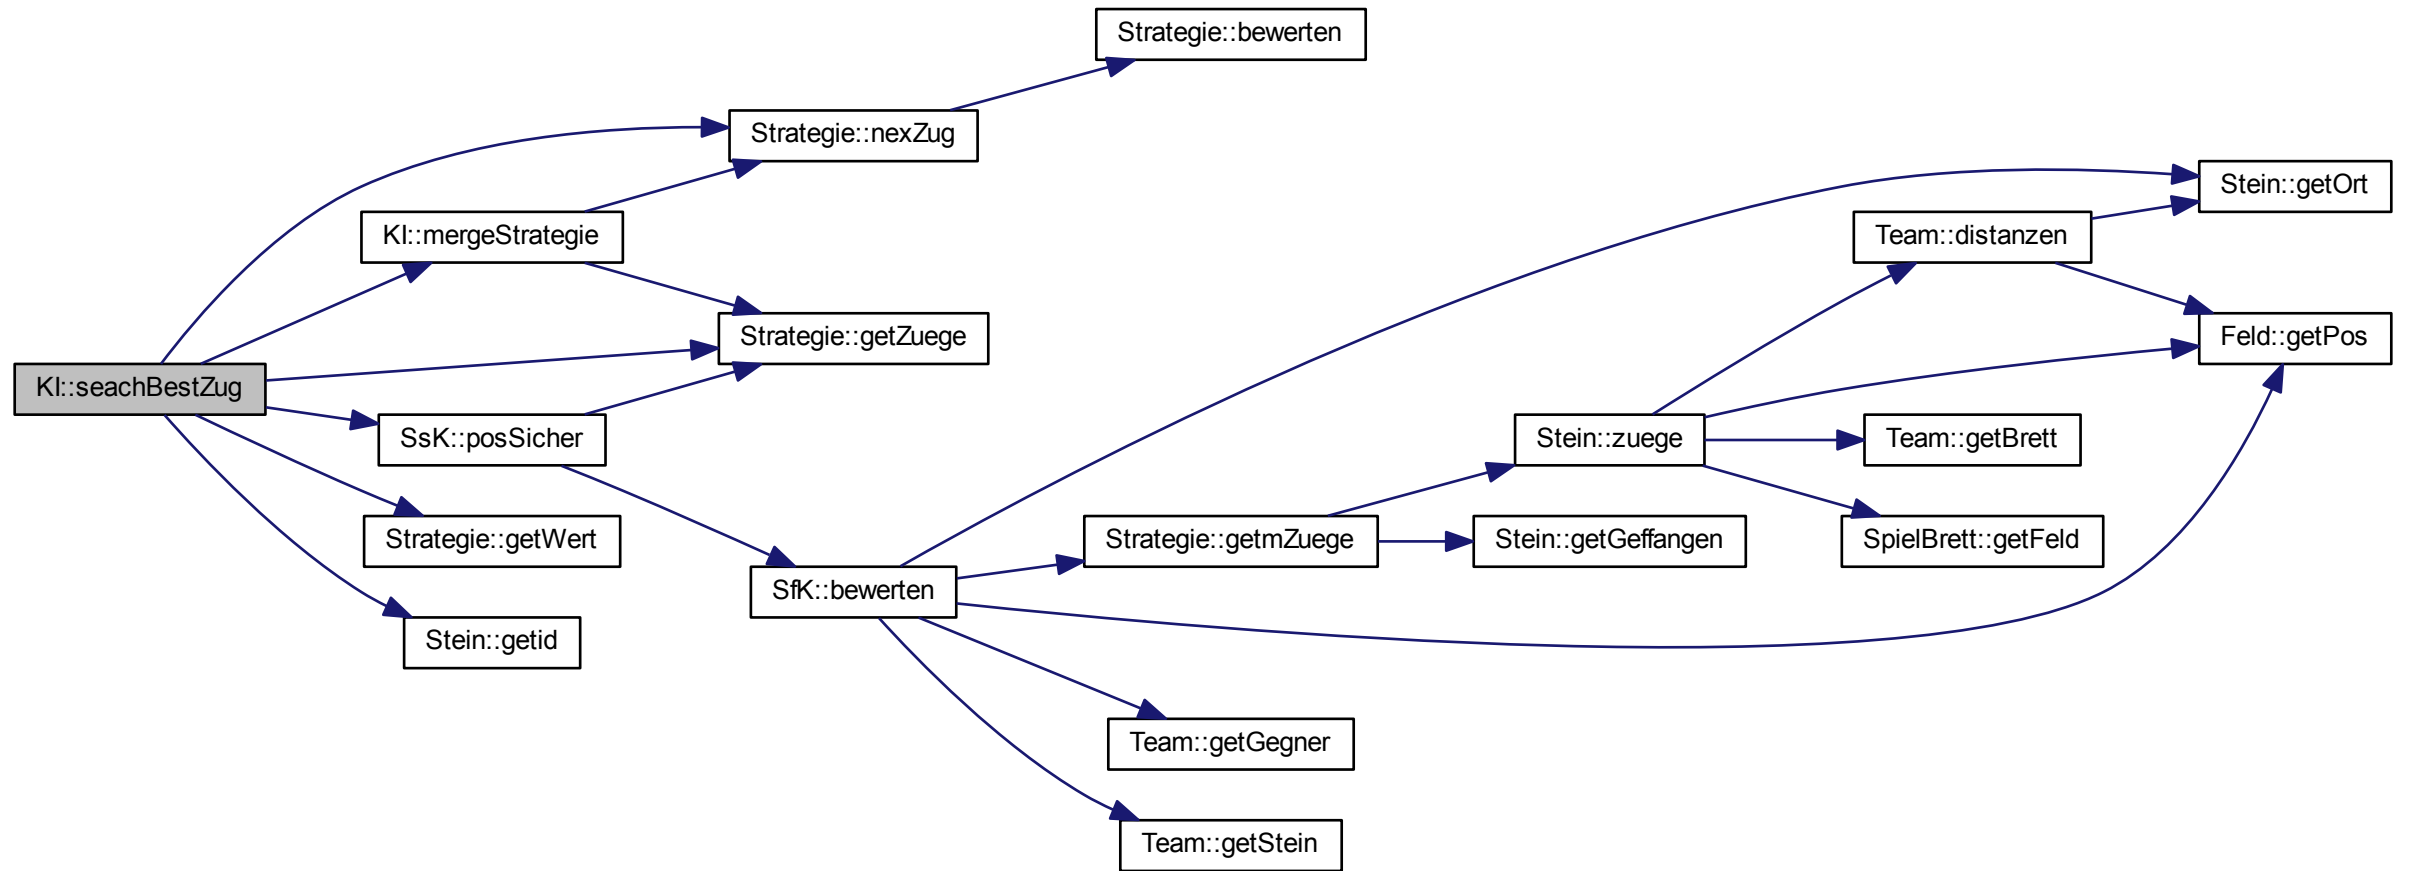 Strategie::bewerten
Strategie::nexZug
Stein::getOrt
KI::mergeStrategie
Team::distanzen
Strategie::getZuege
Feld::getPos
KI::seachBestZug
SsK::posSicher
Stein::zuege
Team::getBrett
Strategie::getWert
Strategie::getmZuege
Stein::getGeffangen
SpielBrett::getFeld
SfK::bewerten
Stein::getid
Team::getGegner
Team::getStein